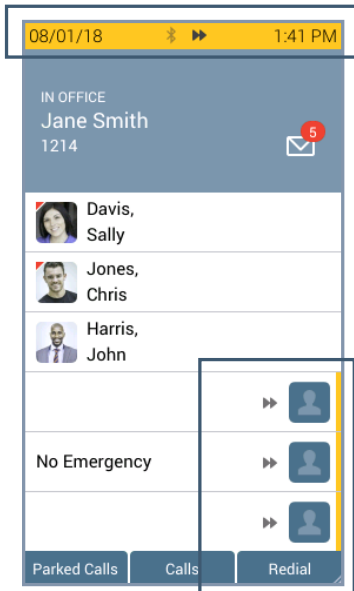 08/01/18 1:41 PM
IN OFFICE
Jane Smith
1214
5
Davis,
Sally
Jones,
Chris
Harris,
John
No Emergency
Parked Calls Calls Redial